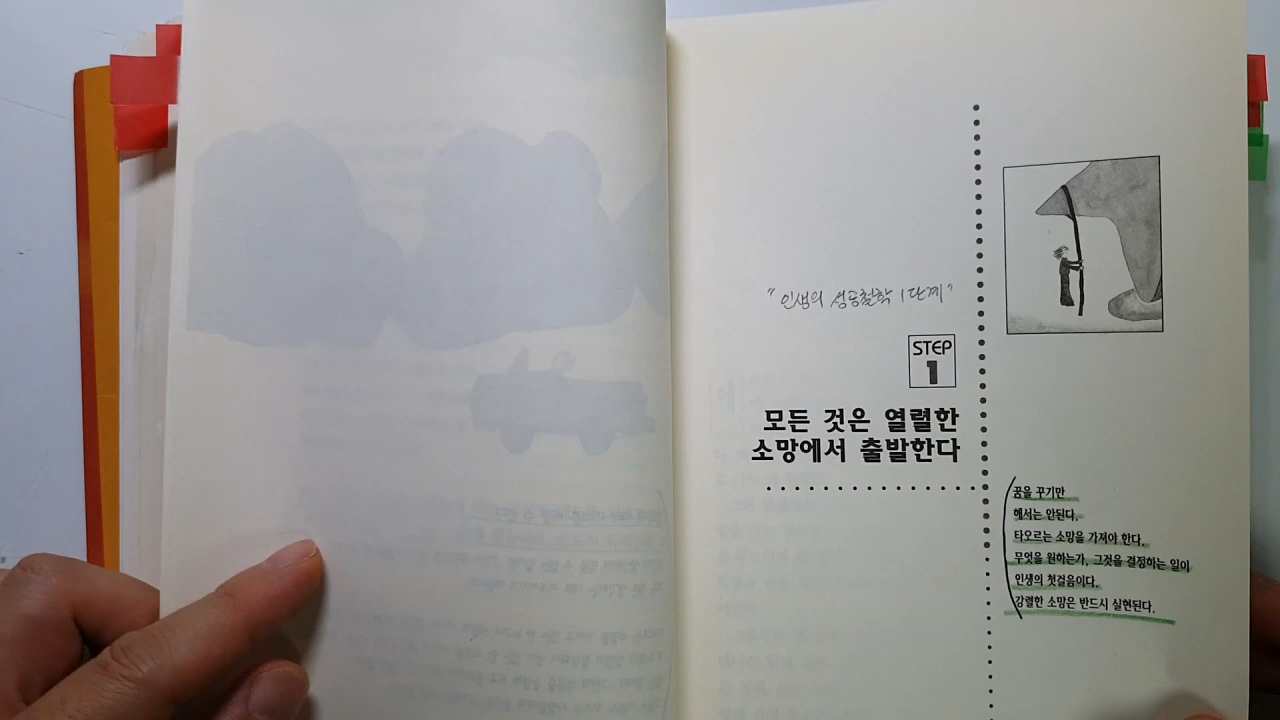 "인생의 성공철학 1단계"
STEP
1
모든 것은 열렬한
소망에서 출발한다
꿈을 꾸기만
해서는 안된다.
타오르는 소망을 가져야 한다.
무엇을 원하는가, 그것을 결정하는 일이
인생의 첫걸음이다.
강렬한 소망은 반드시 실현된다.